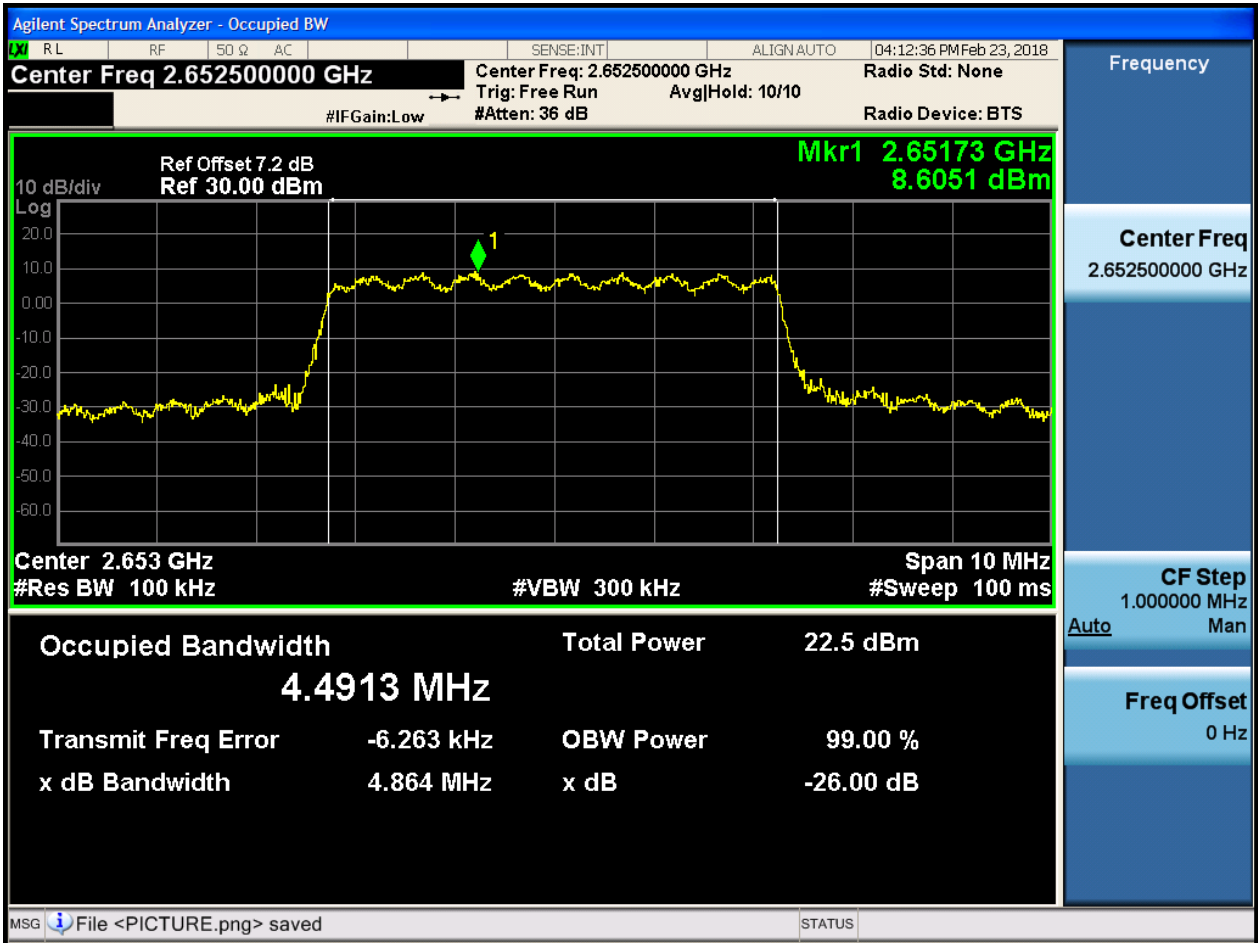 Agilent Spectrum Analyzer - Occupied BW
LXI RL RF 50 Ω AC SENSE:INT ALIGN AUTO 04:12:36 PM Feb 23, 2018
Center Freq 2.652500000 GHz
Center Freq: 2.652500000 GHz
Radio Std: None
Trig: Free Run Avg|Hold: 10/10
#IFGain:Low
#Atten: 36 dB
Radio Device: BTS
Mkr1 2.65173 GHz
8.6051 dBm
Ref Offset 7.2 dB
10 dB/div Ref 30.00 dBm
Log
20.0
10.0
0.00
-10.0
-20.0
-30.0
-40.0
-50.0
-60.0
1
Center 2.653 GHz
Span 10 MHz
#Res BW 100 kHz
#VBW 300 kHz
#Sweep 100 ms
Occupied Bandwidth
4.4913 MHz
Total Power 22.5 dBm
Transmit Freq Error -6.263 kHz
OBW Power 99.00 %
x dB Bandwidth 4.864 MHz
x dB -26.00 dB
Frequency
Center Freq
2.652500000 GHz
CF Step
1.000000 MHz
Auto Man
Freq Offset
0 Hz
MSG File <PICTURE.png> saved
STATUS